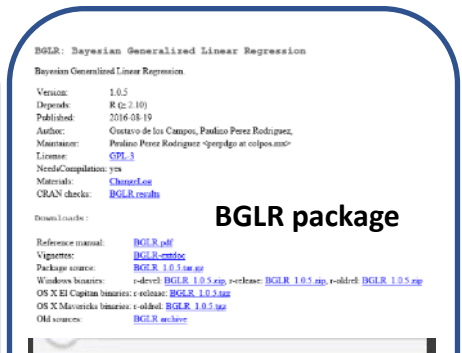 BGLR: Bayesian Generalized Linear Regression
Bayesian Generalized Linear Regression.
Version: 1.0.5
Depends: R (≥ 2.10)
Published: 2016-08-19
Author: Gustavo de los Campos, Paulino Perez Rodriguez,
Maintainer: Paulino Perez Rodriguez <perpdgo at colpos.mx>
License: GPL-3
NeedsCompilation: yes
Materials: ChangeLog
CRAN checks: BGLR results
BGLR package
Downloads:
Reference manual: BGLR.pdf
Vignettes: BGLR-extdoc
Package source: BGLR_1.0.5.tar.gz
Windows binaries: r-devel: BGLR_1.0.5.zip, r-release: BGLR_1.0.5.zip, r-oldrel: BGLR_1.0.5.zip
OS X El Capitan binaries: r-release: BGLR_1.0.5.tgz
OS X Mavericks binaries: r-oldrel: BGLR_1.0.5.tgz
Old sources: BGLR archive